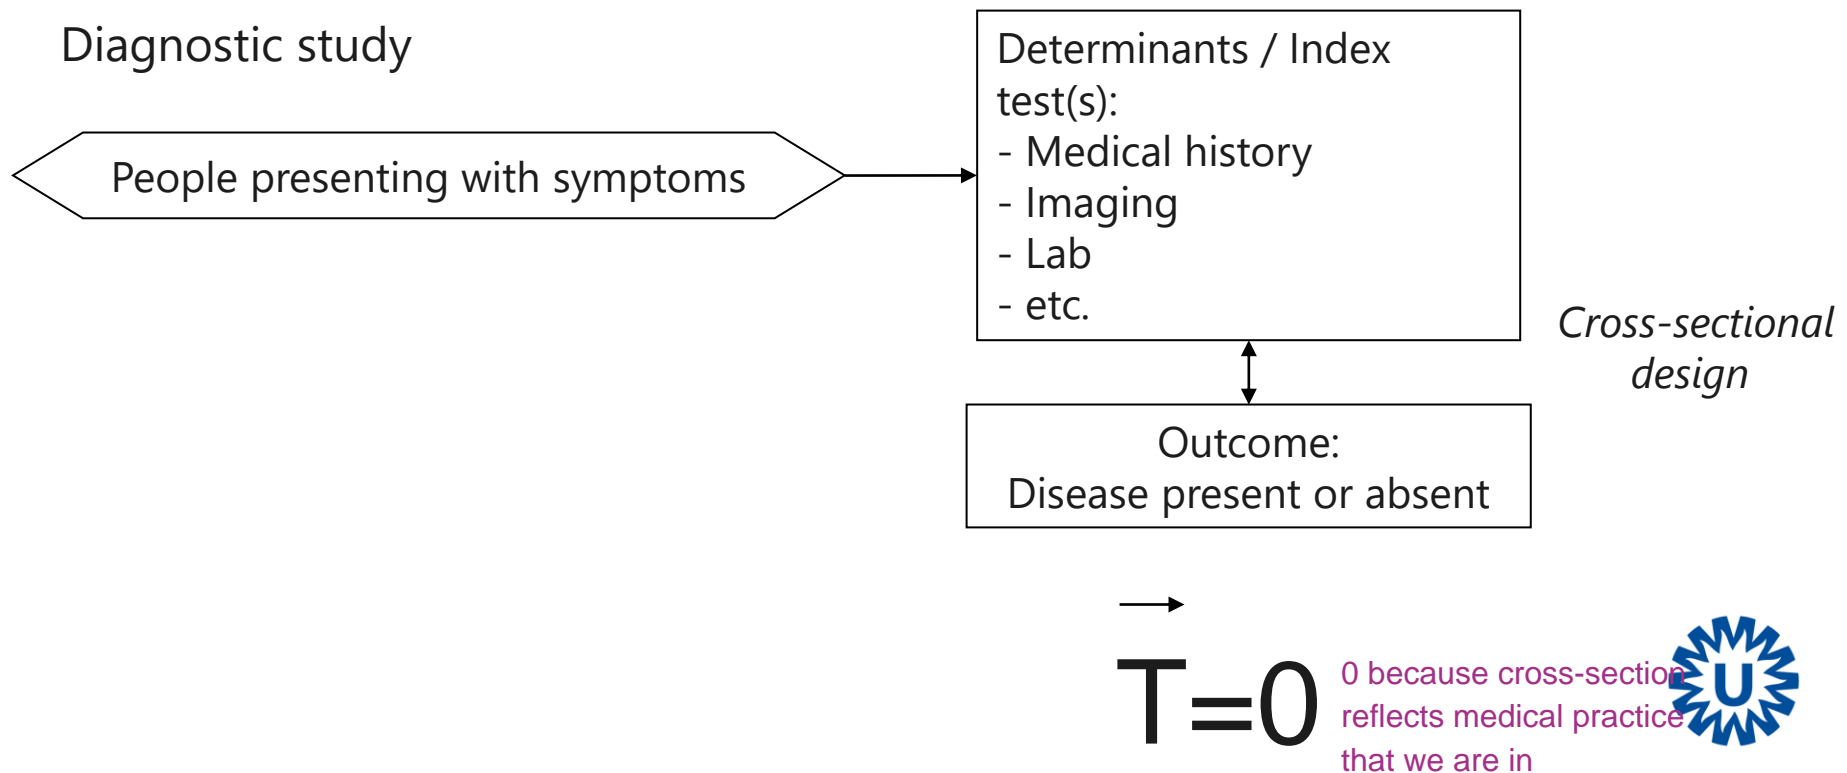 Diagnostic study
People presenting with symptoms
Determinants / Index
test(s):
- Medical history
- Imaging
- Lab
- etc.
Cross-sectional
design
Outcome:
Disease present or absent
T=0
0 because cross-section
reflects medical practice
that we are in
U